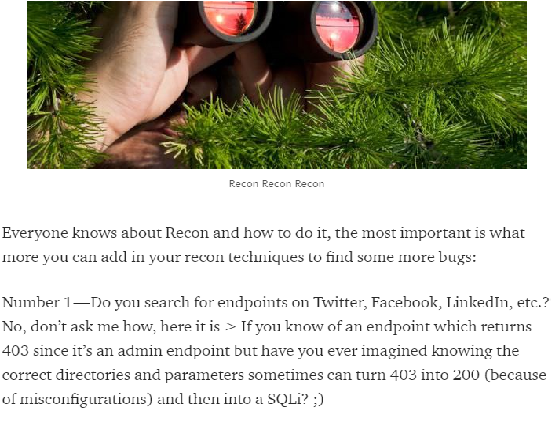 Recon Recon Recon
Everyone knows about Recon and how to do it, the most important is what
more you can add in your recon techniques to find some more bugs:
Number 1—Do you search for endpoints on Twitter, Facebook, LinkedIn, etc.?
No, don't ask me how, here it is > If you know of an endpoint which returns
403 since it's an admin endpoint but have you ever imagined knowing the
correct directories and parameters sometimes can turn 403 into 200 (because
of misconfigurations) and then into a SQLi? ;)